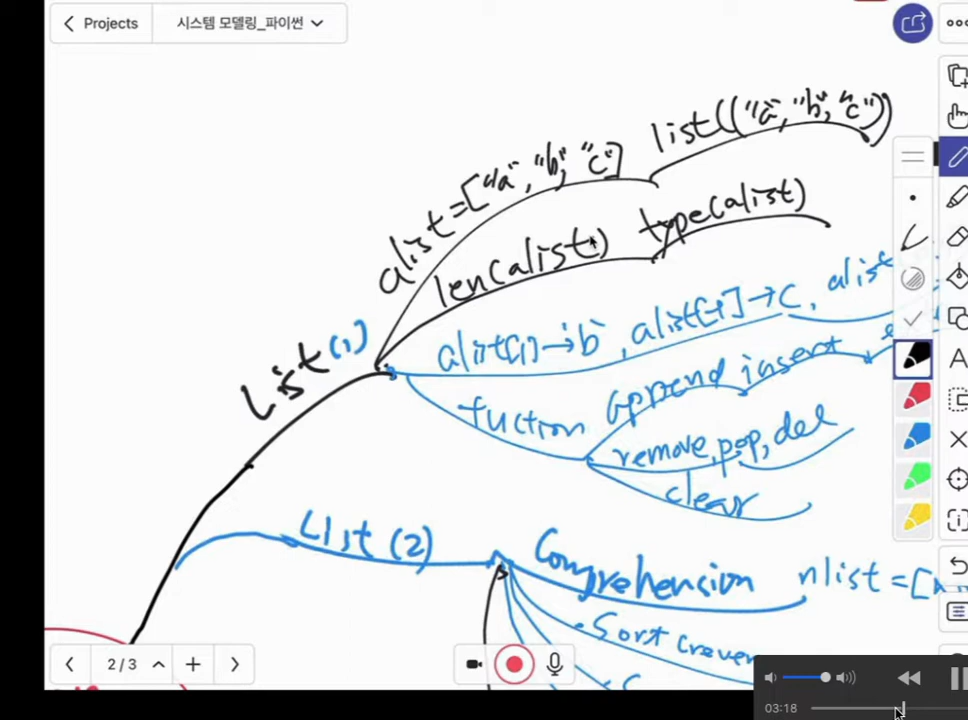 Projects
시스템 모델링_파이썬
list(("a", "b", "c"))
alist = ["a", "b", "c"]
len(alist)
type(alist)
alist[1] → b , alist[-1] → c , alist
List (1)
fuction
append insert
remove, pop, del
clear
List (2)
Comprehension
nlist = [
Sort
2 / 3
03:18